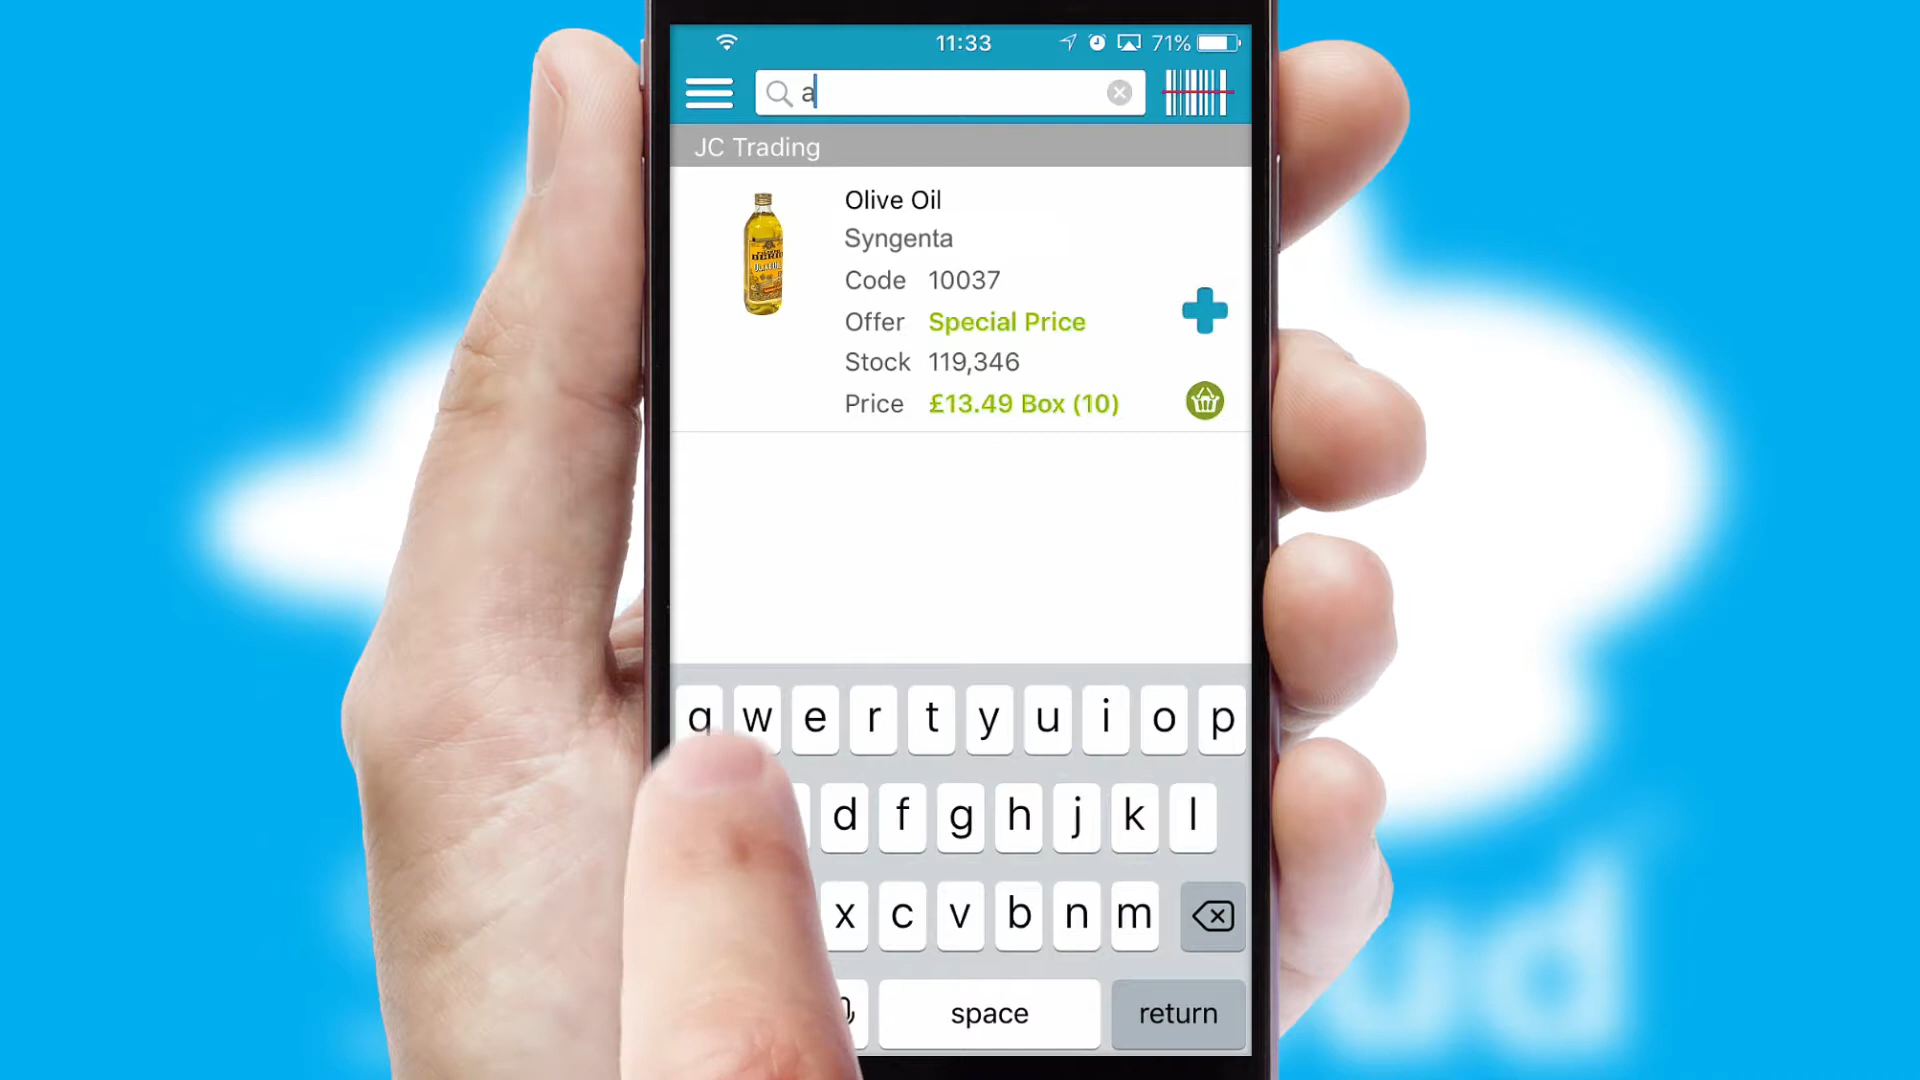 11:33
71%
a
JC Trading
Olive Oil
Syngenta
Code 10037
Offer Special Price
Stock 119,346
Price £13.49 Box (10)
q w e r t y u i o p
d f g h j k l
x c v b n m
space return
ud